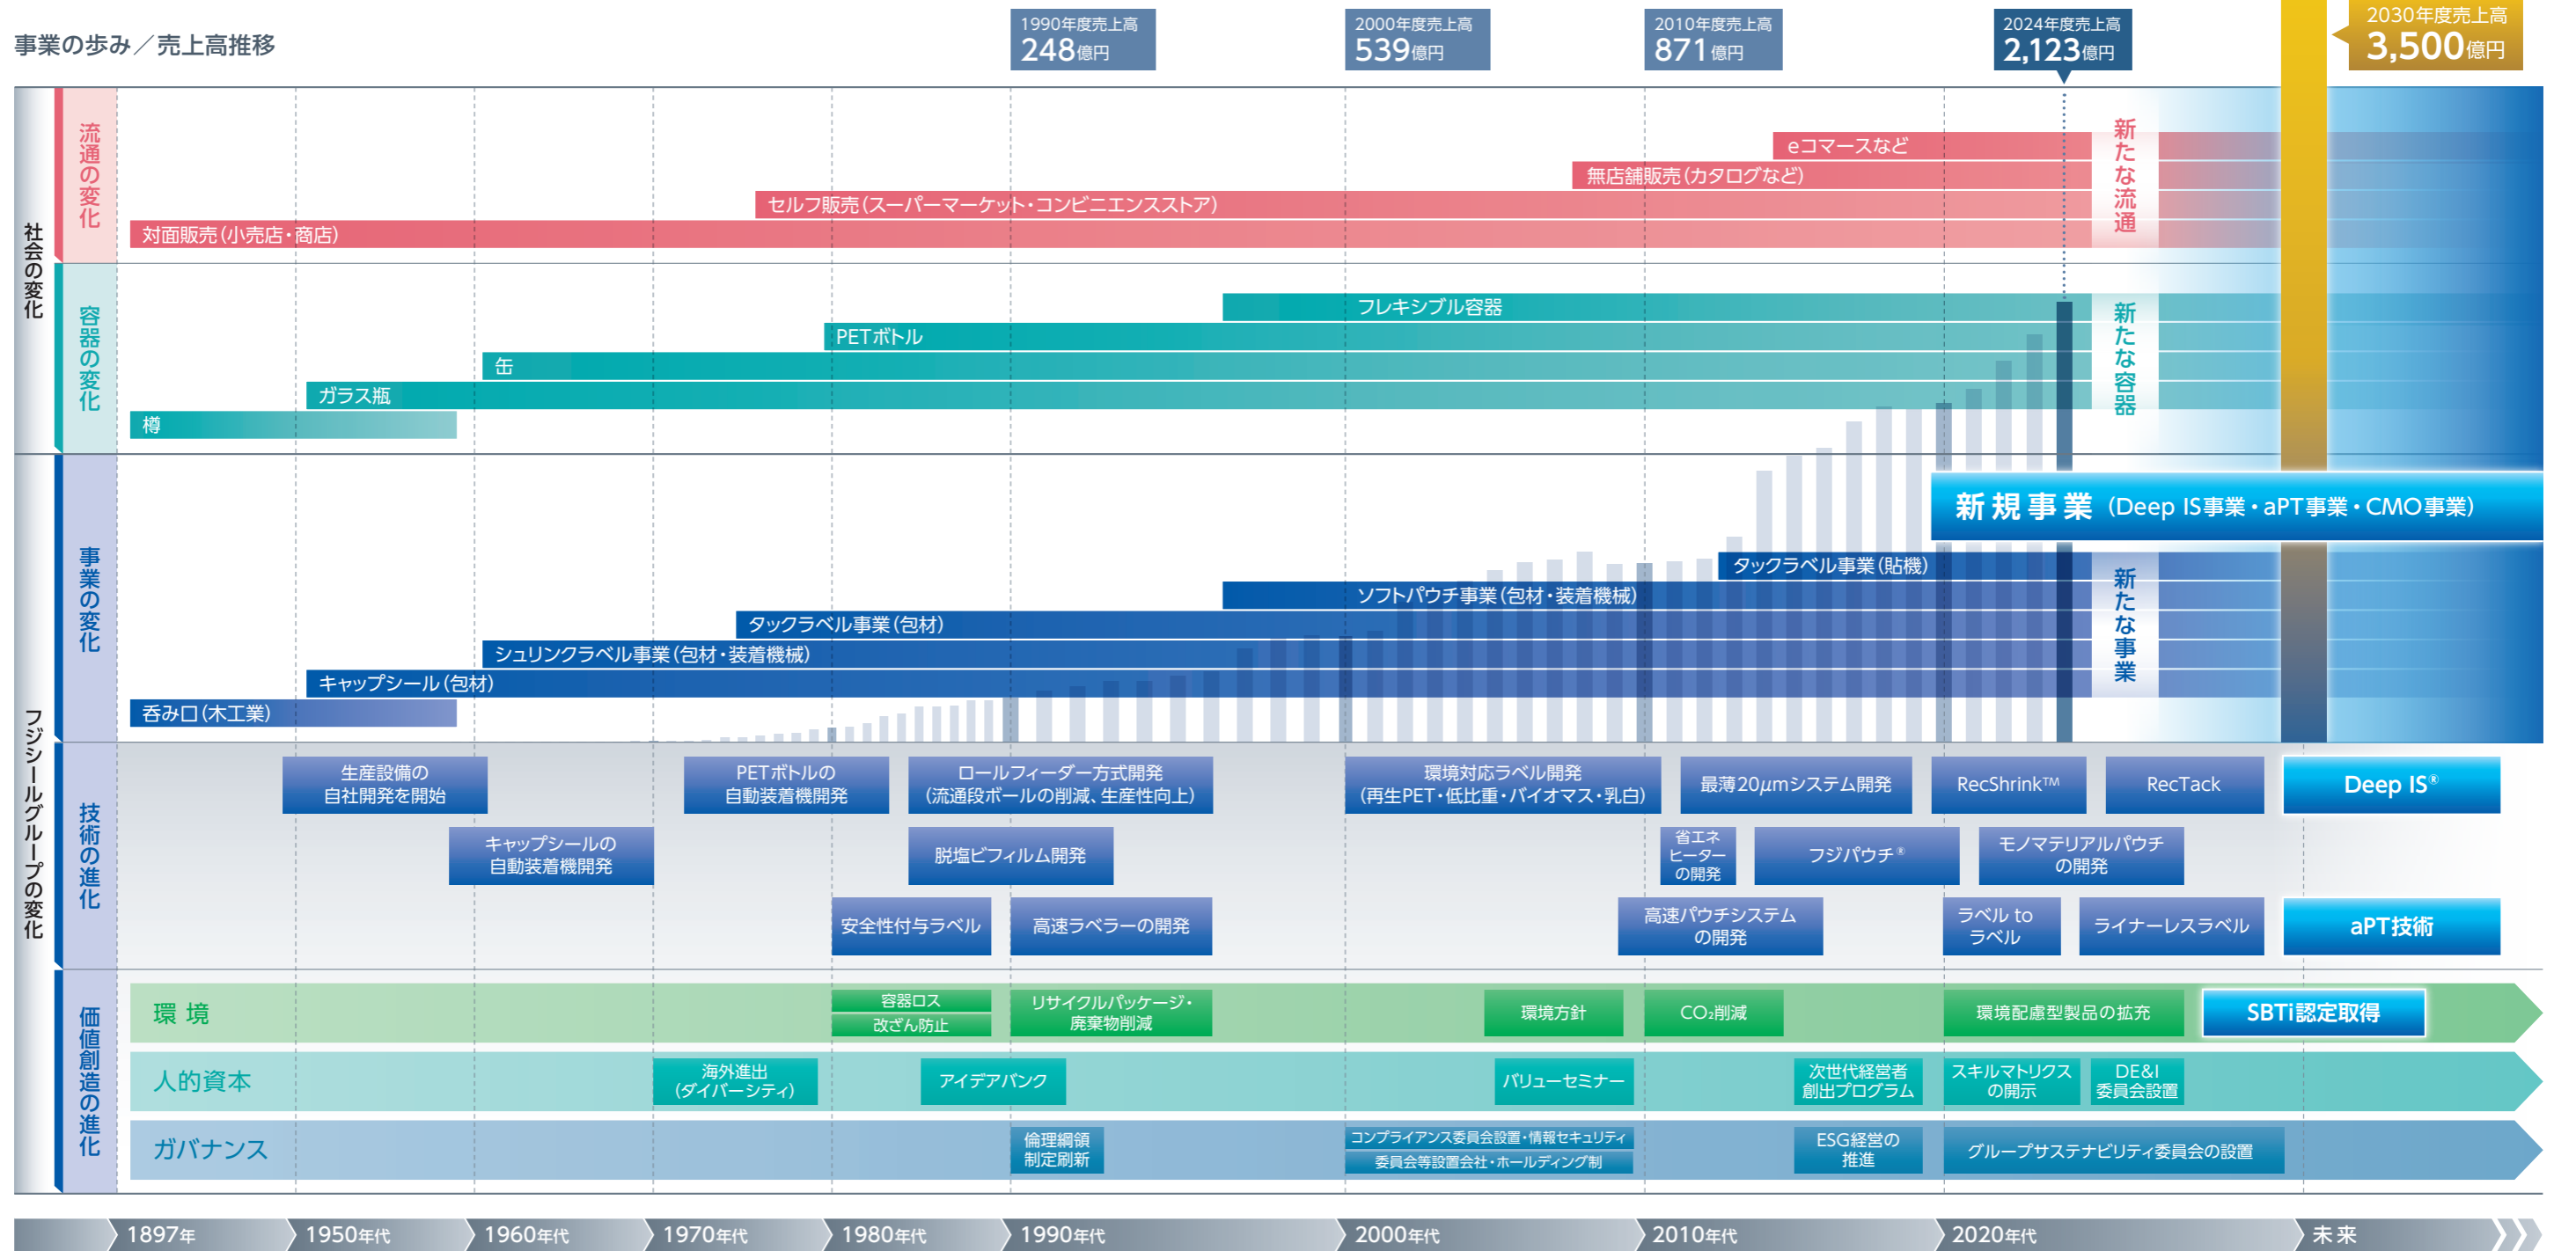 事業の歩み／売上高推移
1990年度売上高
248億円
2000年度売上高
539億円
2010年度売上高
871億円
2024年度売上高
2,123億円
2030年度売上高
3,500億円
社会の変化
流通の変化
eコマースなど
無店舗販売（カタログなど）
セルフ販売（スーパーマーケット・コンビニエンスストア）
対面販売（小売店・商店）
新たな流通
容器の変化
フレキシブル容器
PETボトル
缶
ガラス瓶
樽
新たな容器
フジシールグループの変化
事業の変化
新規事業（Deep IS事業・aPT事業・CMO事業）
タックラベル事業（貼機）
ソフトパウチ事業（包材・装着機械）
タックラベル事業（包材）
シュリンクラベル事業（包材・装着機械）
キャップシール（包材）
呑み口（木工業）
新たな事業
技術の進化
生産設備の
自社開発を開始
PETボトルの
自動装着機開発
ロールフィーダー方式開発
（流通段ボールの削減、生産性向上）
環境対応ラベル開発
（再生PET・低比重・バイオマス・乳白）
最薄20μmシステム開発
RecShrink™
RecTack
Deep IS®
キャップシールの
自動装着機開発
脱塩ビフィルム開発
省エネ
ヒーター
の開発
フジパウチ®
モノマテリアルパウチ
の開発
安全性付与ラベル
高速ラベラーの開発
高速パウチシステム
の開発
ラベル to
ラベル
ライナーレスラベル
aPT技術
価値創造の進化
環境
容器ロス
改ざん防止
リサイクルパッケージ・
廃棄物削減
環境方針
CO₂削減
環境配慮型製品の拡充
SBTi認定取得
人的資本
海外進出
（ダイバーシティ）
アイデアバンク
バリューセミナー
次世代経営者
創出プログラム
スキルマトリクス
の開示
DE&I
委員会設置
ガバナンス
倫理綱領
制定刷新
コンプライアンス委員会設置・情報セキュリティ
委員会等設置会社・ホールディング制
ESG経営の
推進
グループサステナビリティ委員会の設置
1897年
1950年代
1960年代
1970年代
1980年代
1990年代
2000年代
2010年代
2020年代
未来